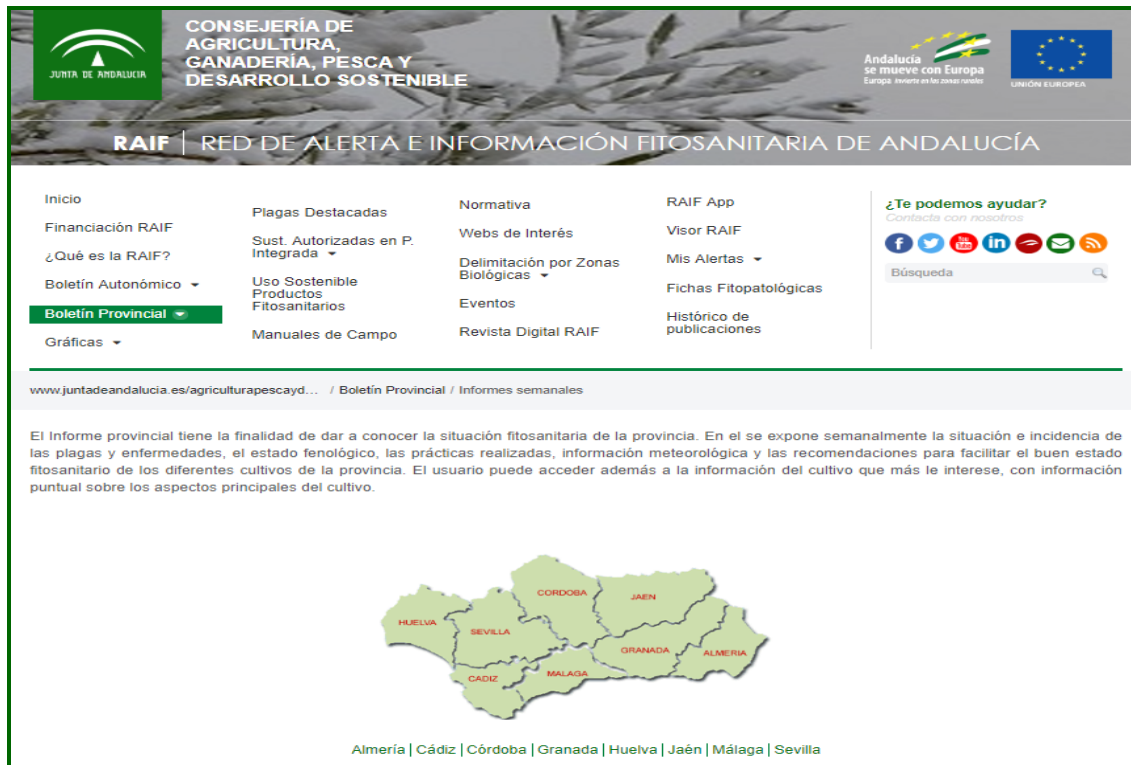 JUNTA DE ANDALUCIA
CONSEJERÍA DE
AGRICULTURA,
GANADERÍA, PESCA Y
DESARROLLO SOSTENIBLE
Andalucía
se mueve con Europa
Europa invierte en las zonas rurales
UNIÓN EUROPEA
RAIF | RED DE ALERTA E INFORMACIÓN FITOSANITARIA DE ANDALUCÍA
Inicio
Financiación RAIF
¿Qué es la RAIF?
Boletín Autonómico
Boletín Provincial
Gráficas
Plagas Destacadas
Sust. Autorizadas en P.
Integrada
Uso Sostenible
Productos
Fitosanitarios
Manuales de Campo
Normativa
Webs de Interés
Delimitación por Zonas
Biológicas
Eventos
Revista Digital RAIF
RAIF App
Visor RAIF
Mis Alertas
Fichas Fitopatológicas
Histórico de
publicaciones
¿Te podemos ayudar?
Contacta con nosotros
f You Tube in
Búsqueda
www.juntadeandalucia.es/agriculturapescayd... / Boletín Provincial / Informes semanales
El Informe provincial tiene la finalidad de dar a conocer la situación fitosanitaria de la provincia. En el se expone semanalmente la situación e incidencia de
las plagas y enfermedades, el estado fenológico, las prácticas realizadas, información meteorológica y las recomendaciones para facilitar el buen estado
fitosanitario de los diferentes cultivos de la provincia. El usuario puede acceder además a la información del cultivo que más le interese, con información
puntual sobre los aspectos principales del cultivo.
CORDOBA
JAEN
HUELVA
SEVILLA
GRANADA
ALMERIA
CADIZ
MALAGA
Almería | Cádiz | Córdoba | Granada | Huelva | Jaén | Málaga | Sevilla